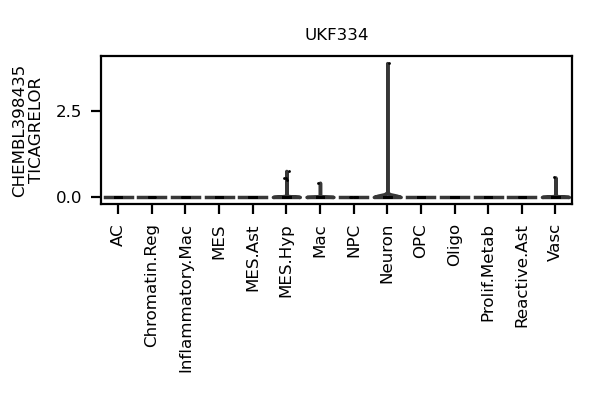 UKF334
CHEMBL398435
TICAGRELOR
2.5
0.0
AC
Chromatin.Reg
Inflammatory.Mac
MES
MES.Ast
MES.Hyp
Mac
NPC
Neuron
OPC
Oligo
Prolif.Metab
Reactive.Ast
Vasc